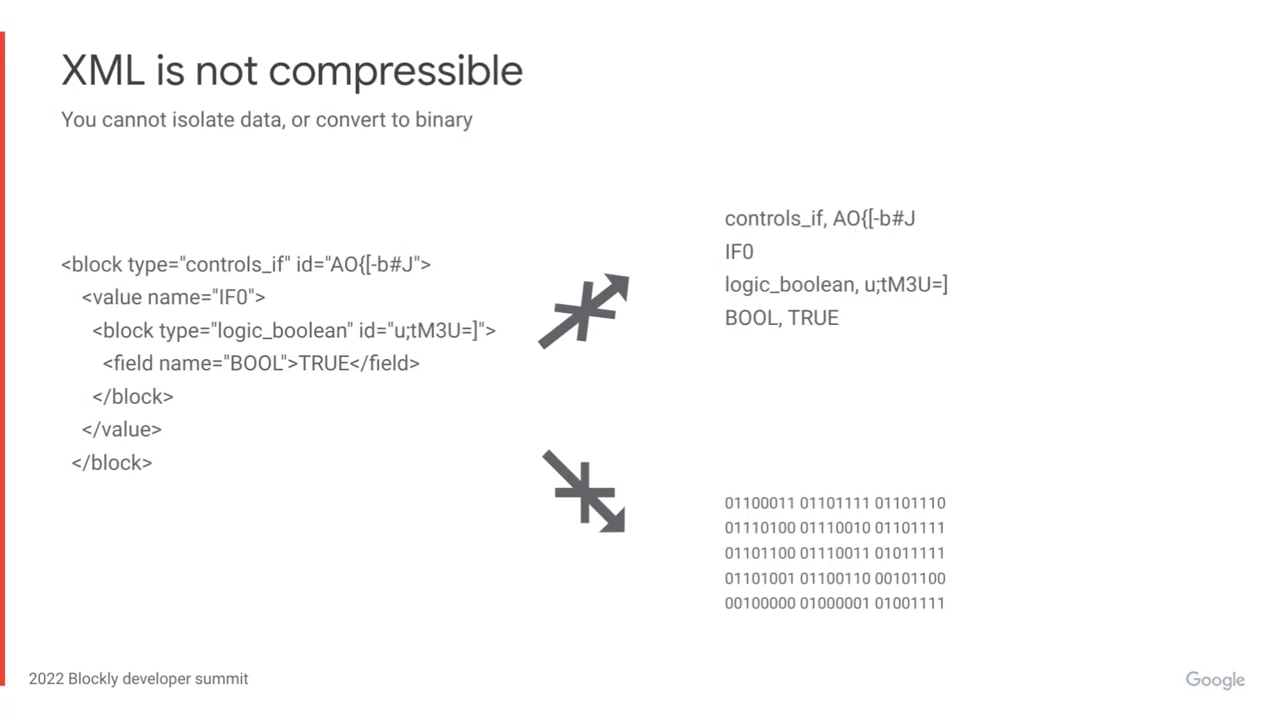 XML is not compressible
You cannot isolate data, or convert to binary
<block type="controls_if" id="AO{[-b#J">
<value name="IF0">
<block type="logic_boolean" id="u;tM3U=]">
<field name="BOOL">TRUE</field>
</block>
</value>
</block>
controls_if, AO{[-b#J
IF0
logic_boolean, u;tM3U=]
BOOL, TRUE
01100011 01101111 01101110
01110100 01110010 01101111
01101100 01110011 01011111
01101001 01100110 00101100
00100000 01000001 01001111
2022 Blockly developer summit
Google